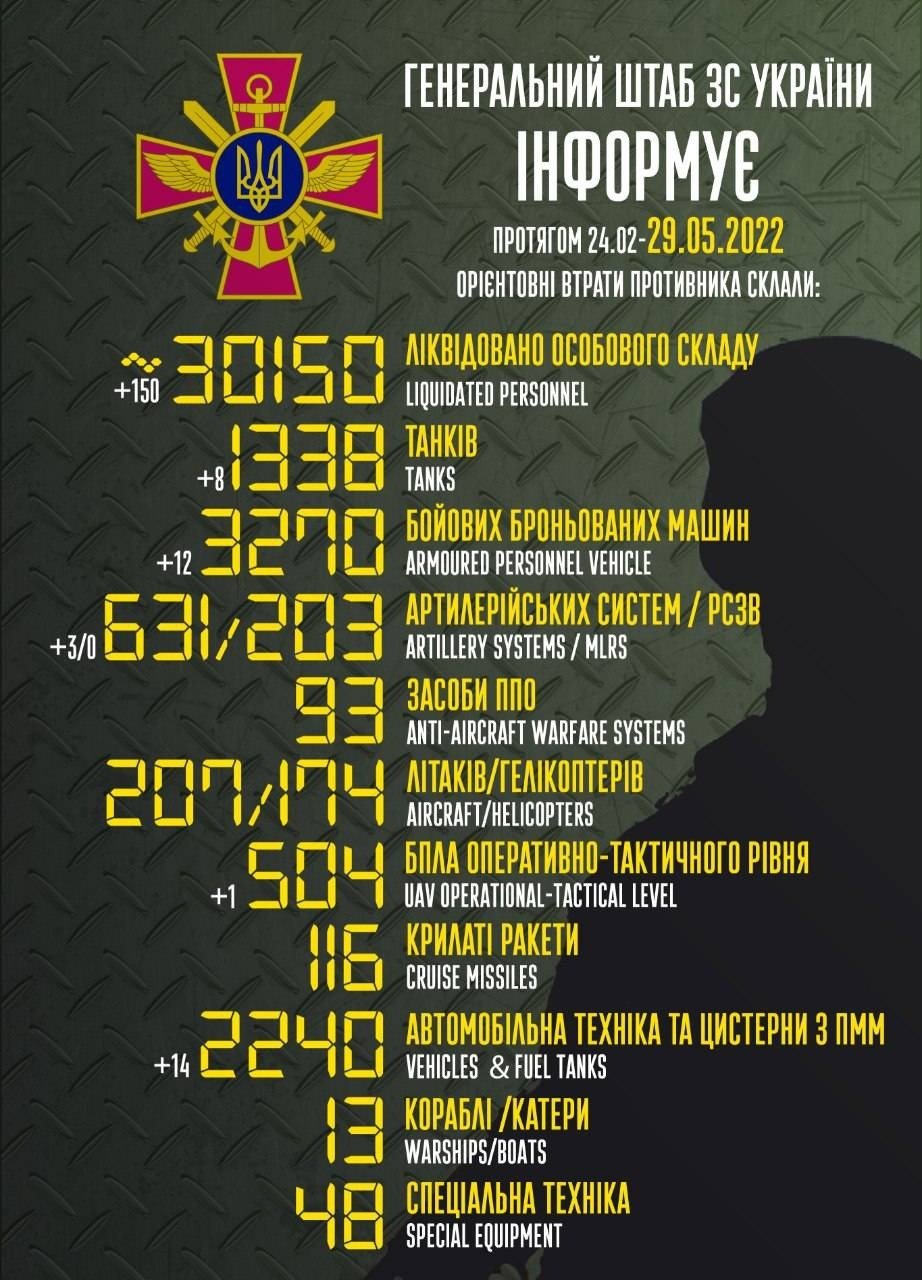 ГЕНЕРАЛЬНИЙ ШТАБ ЗС УКРАЇНИ
ІНФОРМУЄ
ПРОТЯГОМ 24.02-29.05.2022
ОРІЄНТОВНІ ВТРАТИ ПРОТИВНИКА СКЛАЛИ:
~30150 ЛІКВІДОВАНО ОСОБОВОГО СКЛАДУ
+150 LIQUIDATED PERSONNEL
1338 ТАНКІВ
+8 TANKS
3270 БОЙОВИХ БРОНЬОВАНИХ МАШИН
+12 ARMOURED PERSONNEL VEHICLE
631/203 АРТИЛЕРІЙСЬКИХ СИСТЕМ / РСЗВ
+3/0 ARTILLERY SYSTEMS / MLRS
93 ЗАСОБИ ППО
ANTI-AIRCRAFT WARFARE SYSTEMS
207/174 ЛІТАКІВ/ГЕЛІКОПТЕРІВ
AIRCRAFT/HELICOPTERS
504 БПЛА ОПЕРАТИВНО-ТАКТИЧНОГО РІВНЯ
+1 UAV OPERATIONAL-TACTICAL LEVEL
116 КРИЛАТІ РАКЕТИ
CRUISE MISSILES
2240 АВТОМОБІЛЬНА ТЕХНІКА ТА ЦИСТЕРНИ З ПММ
+14 VEHICLES & FUEL TANKS
13 КОРАБЛІ /КАТЕРИ
WARSHIPS/BOATS
48 СПЕЦІАЛЬНА ТЕХНІКА
SPECIAL EQUIPMENT